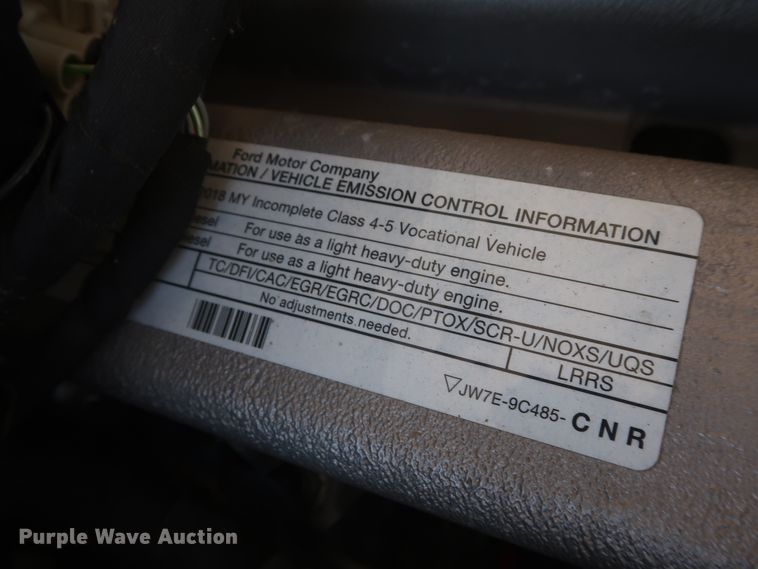 Ford Motor Company
MATION / VEHICLE EMISSION CONTROL INFORMATION
2018 MY Incomplete Class 4-5 Vocational Vehicle
esel For use as a light heavy-duty engine.
esel For use as a light heavy-duty engine.
TC/DFI/CAC/EGR/EGRC/DOC/PTOX/SCR-U/NOXS/UQS
No adjustments needed.
LRRS
JW7E-9C485- CNR
Purple Wave Auction